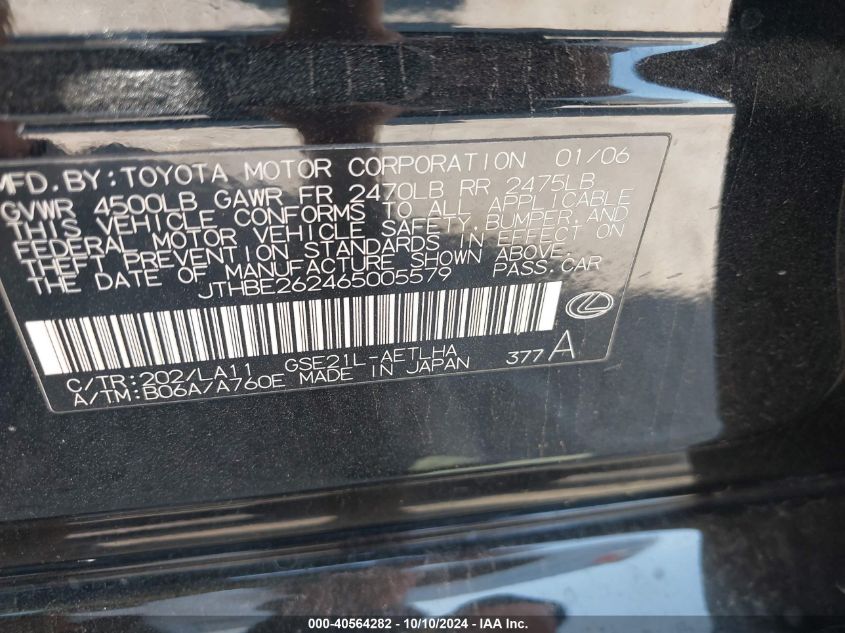 MFD. BY: TOYOTA MOTOR CORPORATION 01/06
GVWR 4500LB GAWR FR 2470LB RR 2475LB
THIS VEHICLE CONFORMS TO ALL APPLICABLE
FEDERAL MOTOR VEHICLE SAFETY, BUMPER, AND
THEFT PREVENTION STANDARDS IN EFFECT ON
THE DATE OF MANUFACTURE SHOWN ABOVE.
JTHBE262465005579 PASS. CAR
C/TR: 202/LA11 GSE21L-AETLHA 377A
A/TM: B06A/A760E MADE IN JAPAN
000-40564282 - 10/10/2024 - IAA Inc.